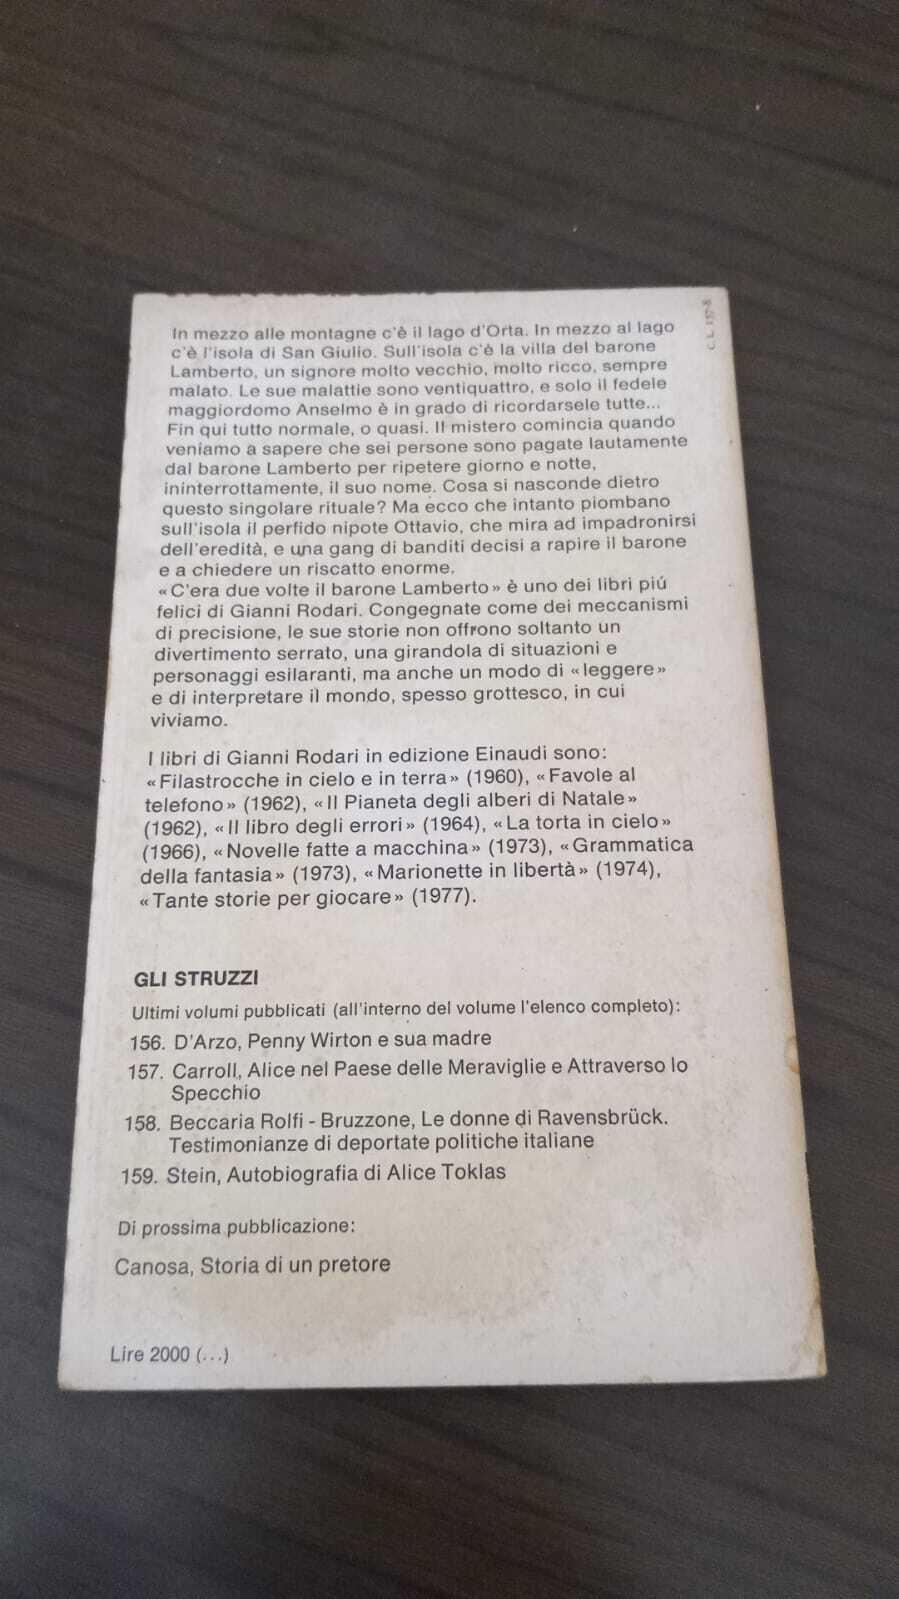 C. L. 157-8
In mezzo alle montagne c'è il lago d'Orta. In mezzo al lago
c'è l'isola di San Giulio. Sull'isola c'è la villa del barone
Lamberto, un signore molto vecchio, molto ricco, sempre
malato. Le sue malattie sono ventiquattro, e solo il fedele
maggiordomo Anselmo è in grado di ricordarsele tutte...
Fin qui tutto normale, o quasi. Il mistero comincia quando
veniamo a sapere che sei persone sono pagate lautamente
dal barone Lamberto per ripetere giorno e notte,
ininterrottamente, il suo nome. Cosa si nasconde dietro
questo singolare rituale? Ma ecco che intanto piombano
sull'isola il perfido nipote Ottavio, che mira ad impadronirsi
dell'eredità, e una gang di banditi decisi a rapire il barone
e a chiedere un riscatto enorme.
«C'era due volte il barone Lamberto» è uno dei libri piú
felici di Gianni Rodari. Congegnate come dei meccanismi
di precisione, le sue storie non offrono soltanto un
divertimento serrato, una girandola di situazioni e
personaggi esilaranti, ma anche un modo di «leggere»
e di interpretare il mondo, spesso grottesco, in cui
viviamo.
I libri di Gianni Rodari in edizione Einaudi sono:
«Filastrocche in cielo e in terra» (1960), «Favole al
telefono» (1962), «Il Pianeta degli alberi di Natale»
(1962), «Il libro degli errori» (1964), «La torta in cielo»
(1966), «Novelle fatte a macchina» (1973), «Grammatica
della fantasia» (1973), «Marionette in libertà» (1974),
«Tante storie per giocare» (1977).
GLI STRUZZI
Ultimi volumi pubblicati (all'interno del volume l'elenco completo):
156. D'Arzo, Penny Wirton e sua madre
157. Carroll, Alice nel Paese delle Meraviglie e Attraverso lo
Specchio
158. Beccaria Rolfi - Bruzzone, Le donne di Ravensbrück.
Testimonianze di deportate politiche italiane
159. Stein, Autobiografia di Alice Toklas
Di prossima pubblicazione:
Canosa, Storia di un pretore
Lire 2000 (...)